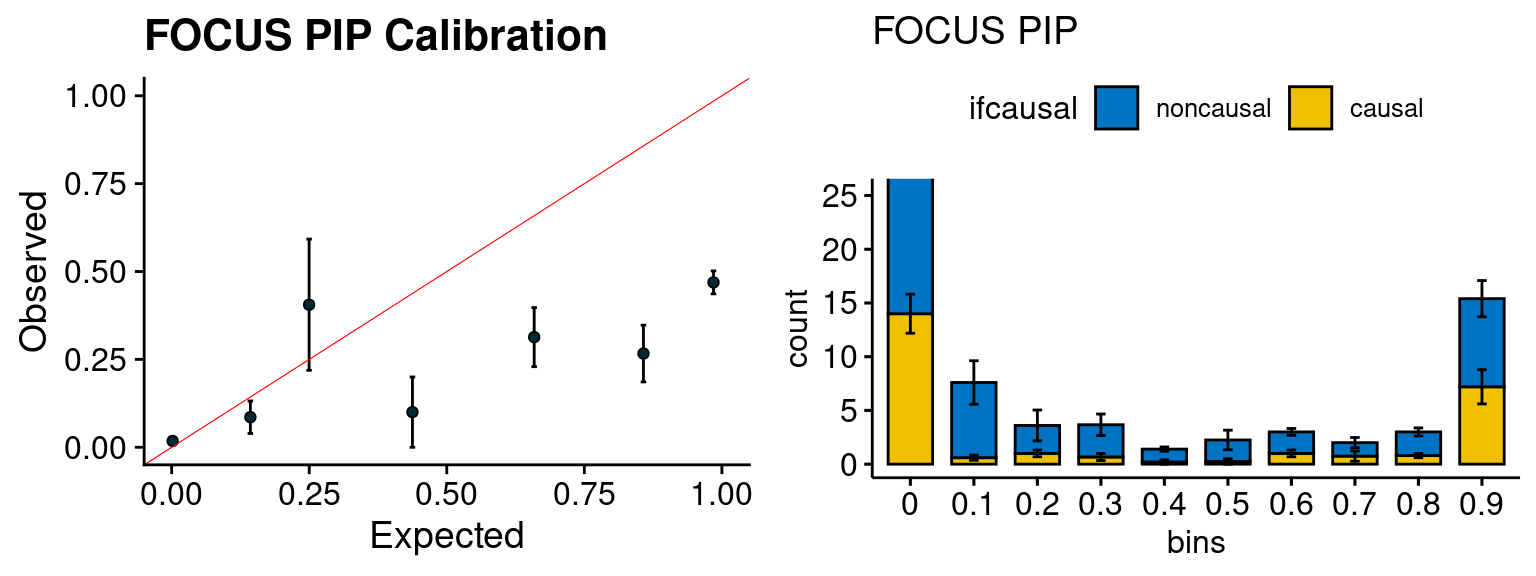 FOCUS PIP Calibration
1.00
0.75
0.50
0.25
0.00
Observed
0.00 0.25 0.50 0.75 1.00
Expected
FOCUS PIP
ifcausal noncausal causal
25
20
15
10
5
0
count
0 0.1 0.2 0.3 0.4 0.5 0.6 0.7 0.8 0.9
bins